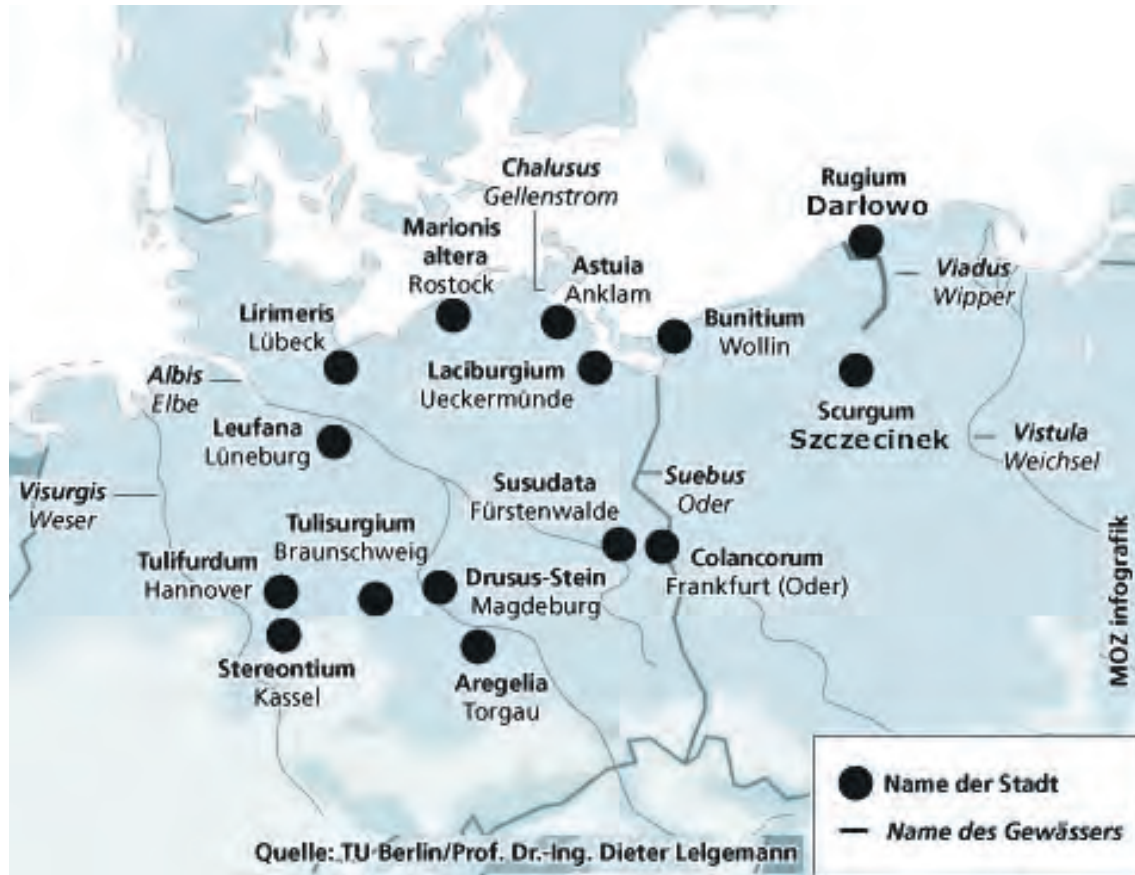 Chalusus
Gellenstrom
Rugium
Darłowo
Marionis
altera
Rostock
Astuia
Anklam
Viadus
Wipper
Lirimeris
Lübeck
Bunitium
Wollin
Albis
Elbe
Laciburgium
Ueckermünde
Scurgum
Szczecinek
Leufana
Lüneburg
Vistula
Weichsel
Visurgis
Weser
Susudata
Fürstenwalde
Suebus
Oder
Tulisurgium
Braunschweig
Tulifurdum
Hannover
Drusus-Stein
Magdeburg
Colancorum
Frankfurt (Oder)
Stereontium
Kassel
Aregelia
Torgau
MOZ infografik
Name der Stadt
Name des Gewässers
Quelle: TU Berlin/Prof. Dr.-Ing. Dieter Lelgemann